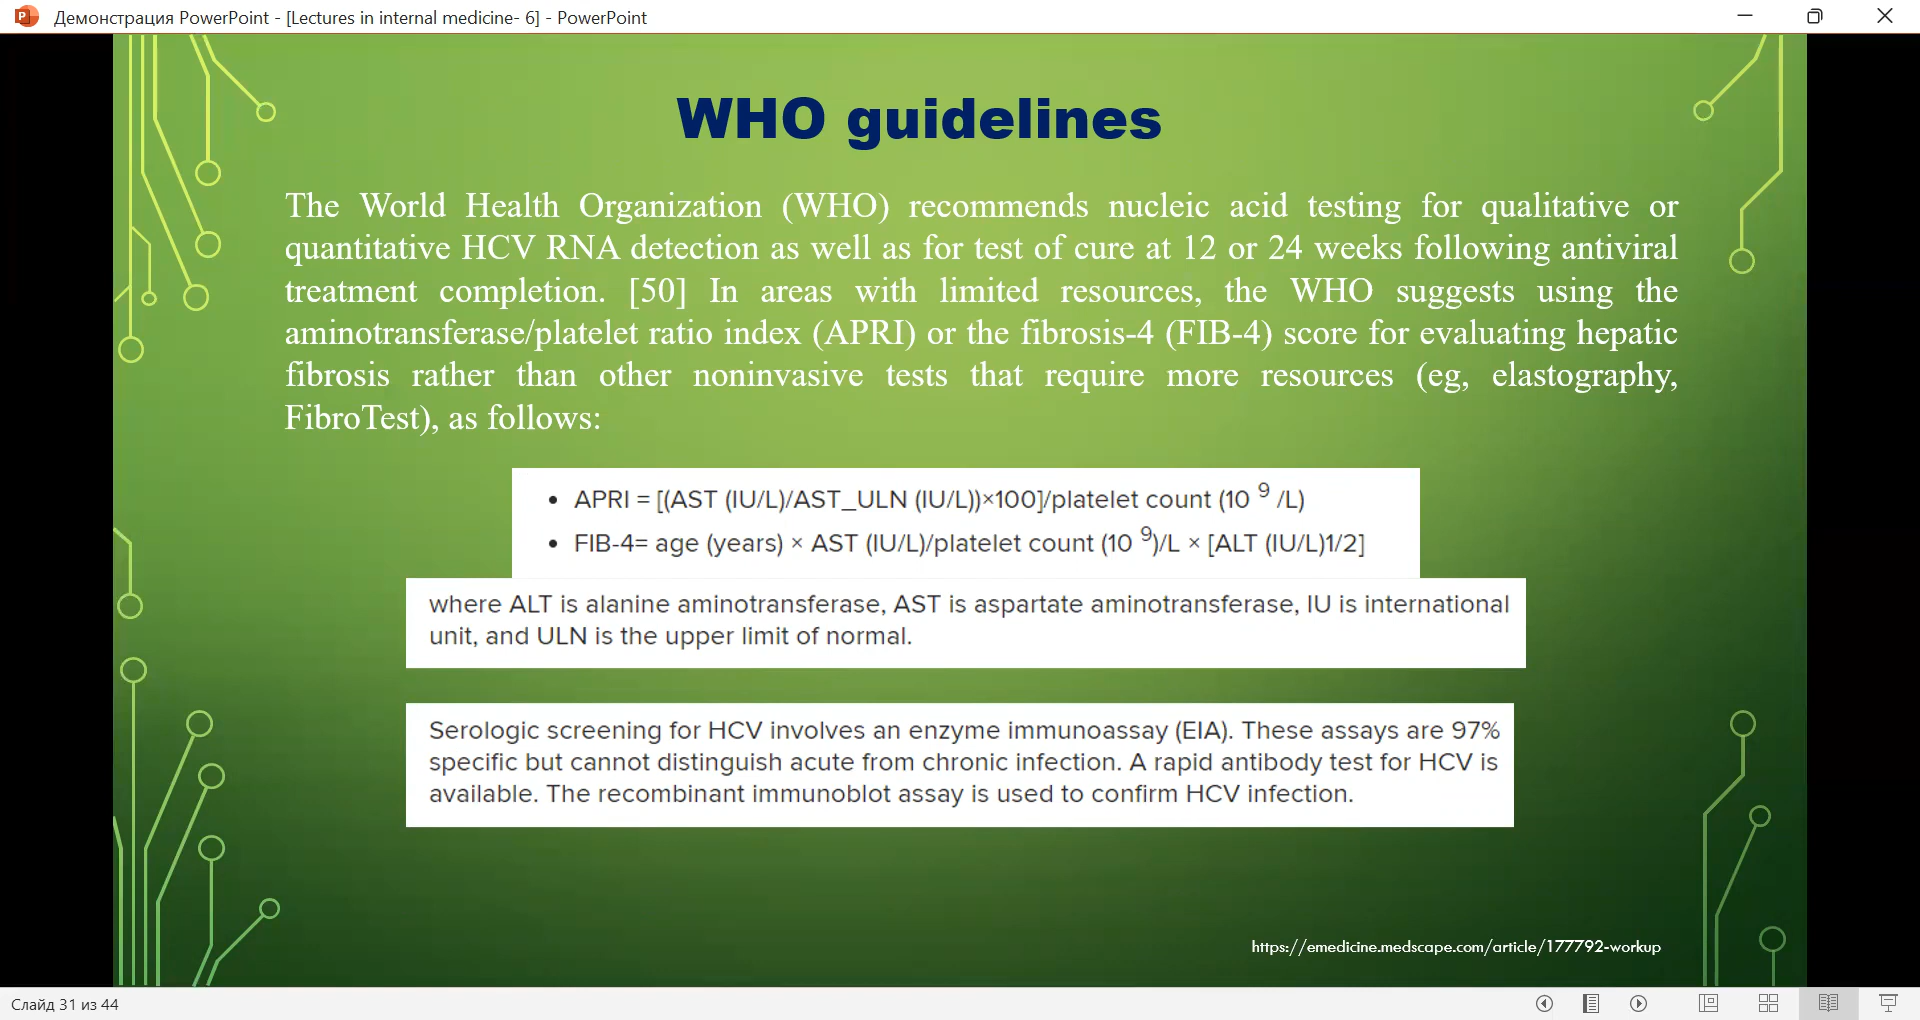 Демонстрация PowerPoint - [Lectures in internal medicine- 6] - PowerPoint
WHO guidelines
The World Health Organization (WHO) recommends nucleic acid testing for qualitative or
quantitative HCV RNA detection as well as for test of cure at 12 or 24 weeks following antiviral
treatment completion. [50] In areas with limited resources, the WHO suggests using the
aminotransferase/platelet ratio index (APRI) or the fibrosis-4 (FIB-4) score for evaluating hepatic
fibrosis rather than other noninvasive tests that require more resources (eg, elastography,
FibroTest), as follows:
• APRI = [(AST (IU/L)/AST_ULN (IU/L))×100]/platelet count (10 ⁹ /L)
• FIB-4= age (years) × AST (IU/L)/platelet count (10 ⁹)/L × [ALT (IU/L)1/2]
where ALT is alanine aminotransferase, AST is aspartate aminotransferase, IU is international
unit, and ULN is the upper limit of normal.
Serologic screening for HCV involves an enzyme immunoassay (EIA). These assays are 97%
specific but cannot distinguish acute from chronic infection. A rapid antibody test for HCV is
available. The recombinant immunoblot assay is used to confirm HCV infection.
https://emedicine.medscape.com/article/177792-workup
Слайд 31 из 44